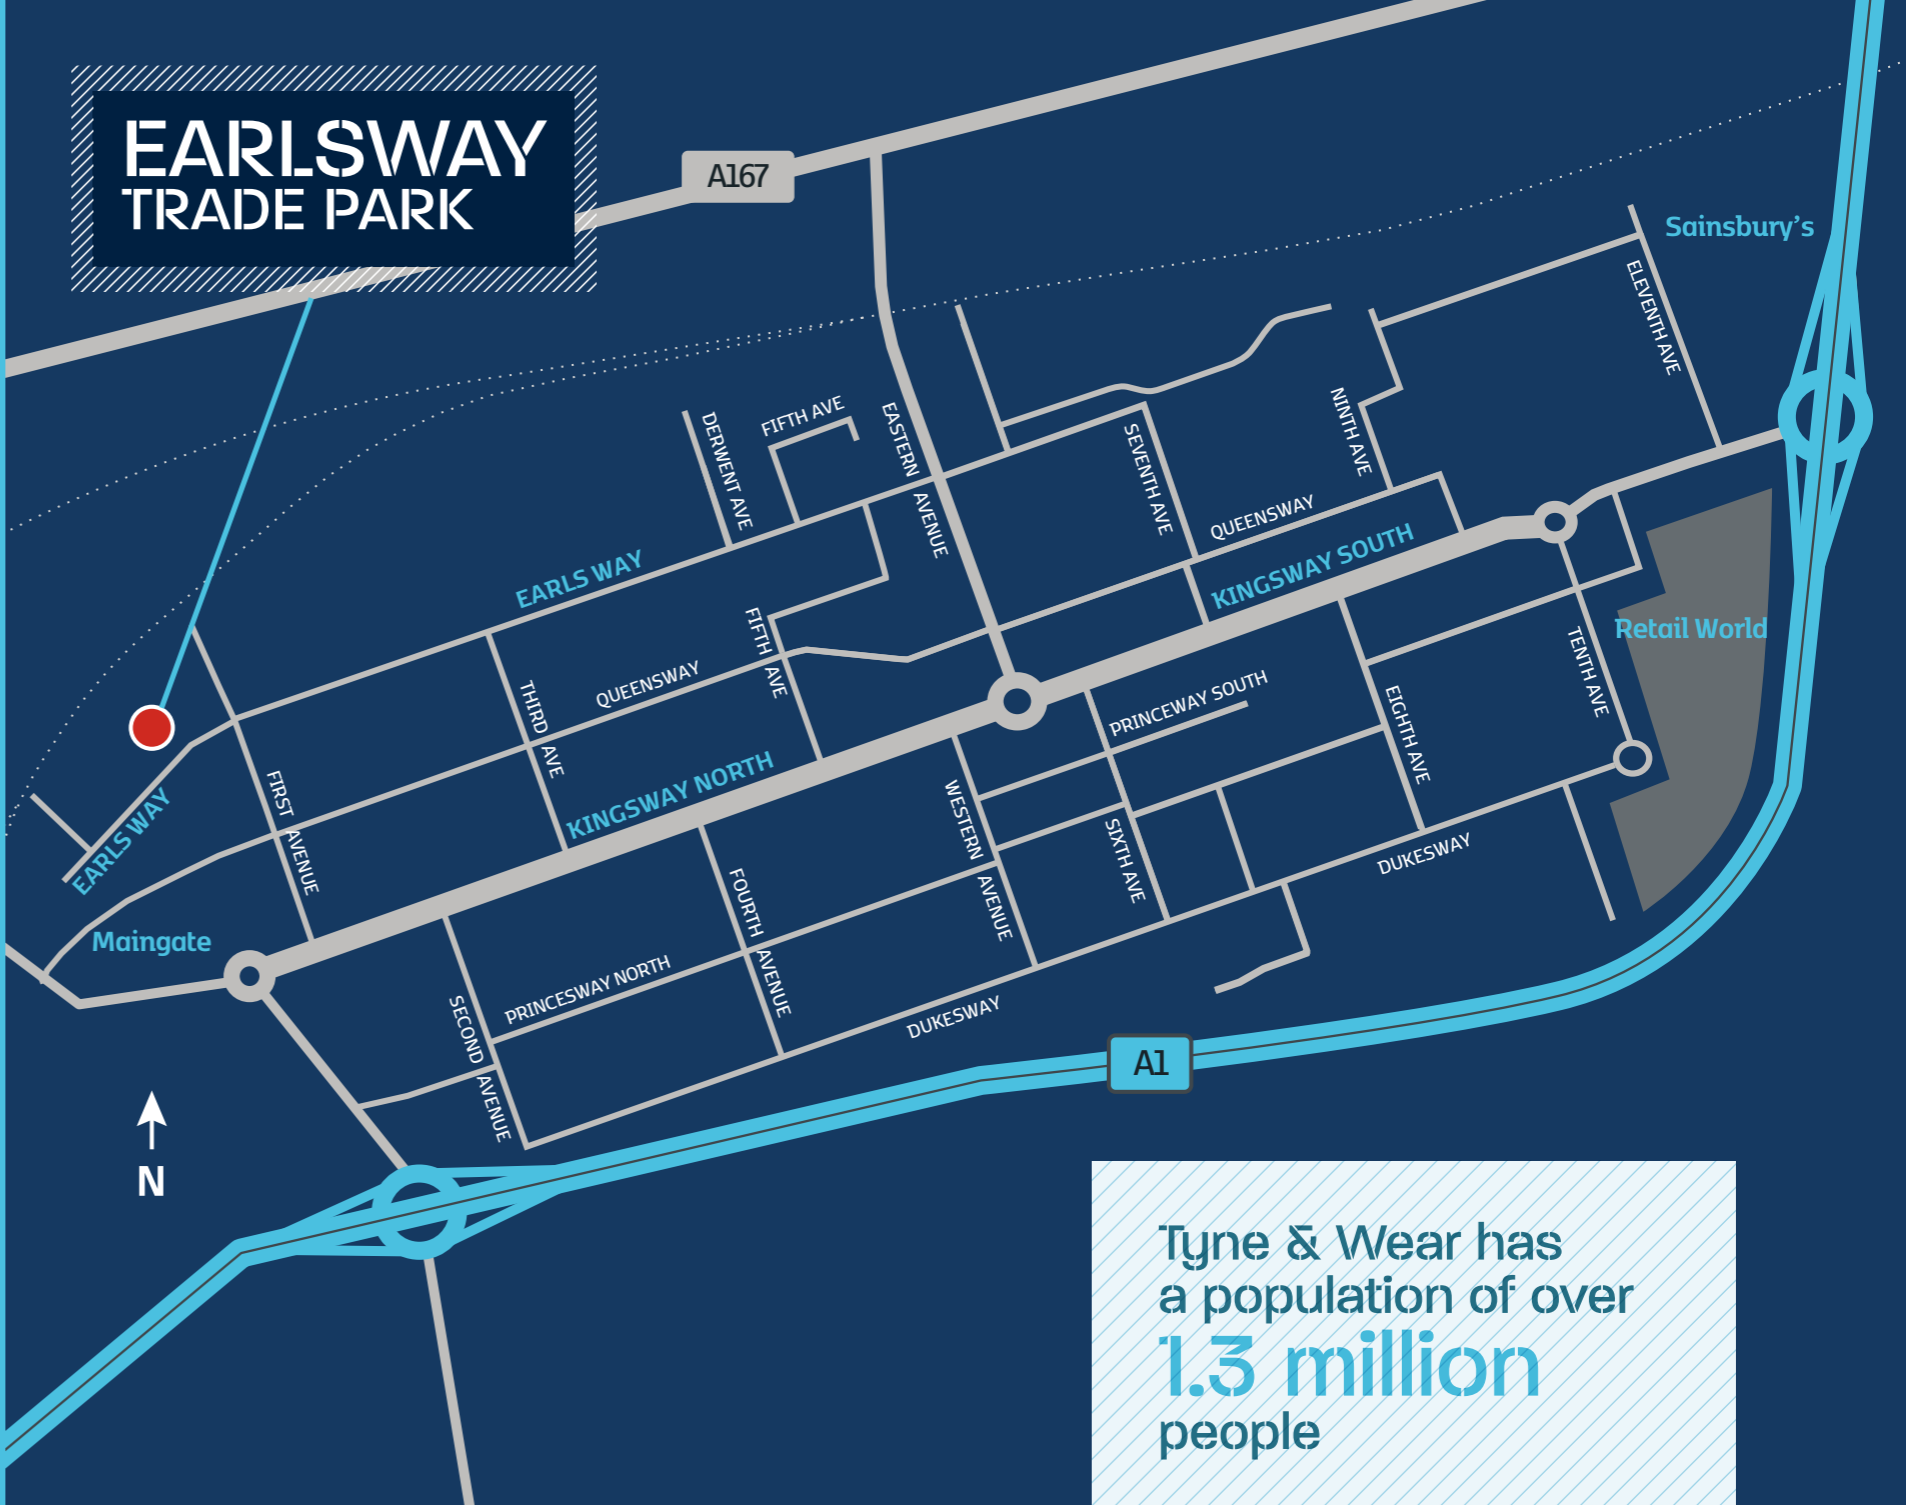 EARLSWAY
TRADE PARK
A167
Sainsbury's
ELEVENTH AVE
FIFTH AVE
DERWENT AVE
EASTERN
AVENUE
SEVENTH AVE
NINTH AVE
QUEENSWAY
KINGSWAY SOUTH
EARLS WAY
FIFTH
AVE
Retail World
TENTH AVE
QUEENSWAY
THIRD
AVE
PRINCEWAY SOUTH
EIGHTH AVE
KINGSWAY NORTH
FIRST
AVENUE
EARLS WAY
WESTERN
AVENUE
SIXTH AVE
DUKESWAY
Maingate
FOURTH
AVENUE
PRINCESWAY NORTH
SECOND
AVENUE
DUKESWAY
A1
N
Tyne & Wear has
a population of over
1.3 million
people